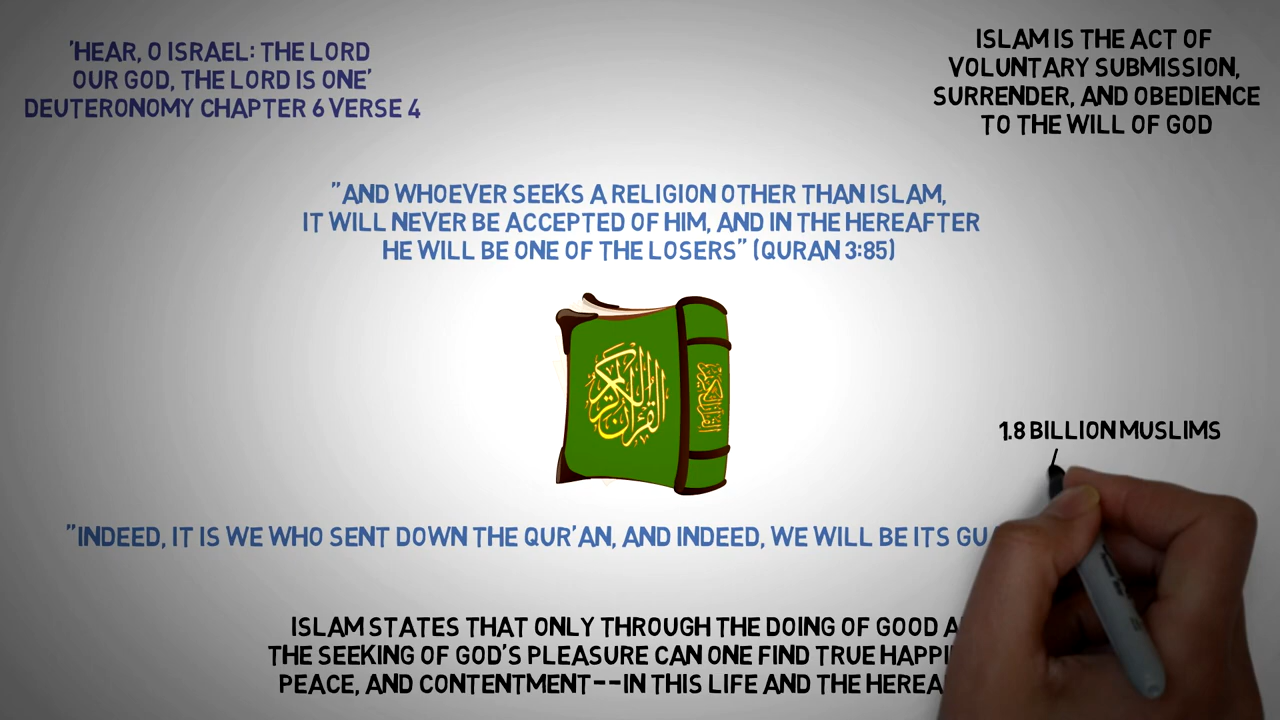 'HEAR, O ISRAEL: THE LORD
OUR GOD, THE LORD IS ONE'
DEUTERONOMY CHAPTER 6 VERSE 4
ISLAM IS THE ACT OF
VOLUNTARY SUBMISSION,
SURRENDER, AND OBEDIENCE
TO THE WILL OF GOD
"AND WHOEVER SEEKS A RELIGION OTHER THAN ISLAM,
IT WILL NEVER BE ACCEPTED OF HIM, AND IN THE HEREAFTER
HE WILL BE ONE OF THE LOSERS" (QURAN 3:85)
القرآن الكريم
القرآن الكريم
1.8 BILLION MUSLIMS
"INDEED, IT IS WE WHO SENT DOWN THE QUR'AN, AND INDEED, WE WILL BE ITS
ISLAM STATES THAT ONLY THROUGH THE DOING OF GOOD
THE SEEKING OF GOD'S PLEASURE CAN ONE FIND TRUE
PEACE, AND CONTENTMENT--IN THIS LIFE AND THE